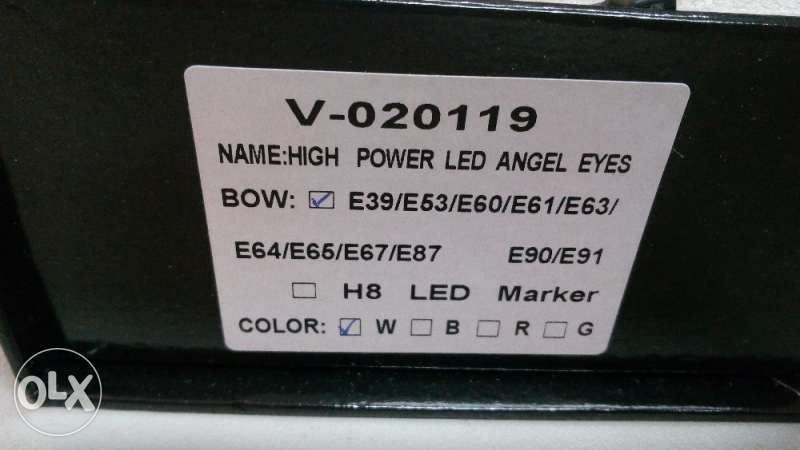 V-020119
NAME:HIGH POWER LED ANGEL EYES
BOW: E39/E53/E60/E61/E63/
E64/E65/E67/E87 E90/E91
H8 LED Marker
COLOR: W B R G
OLX